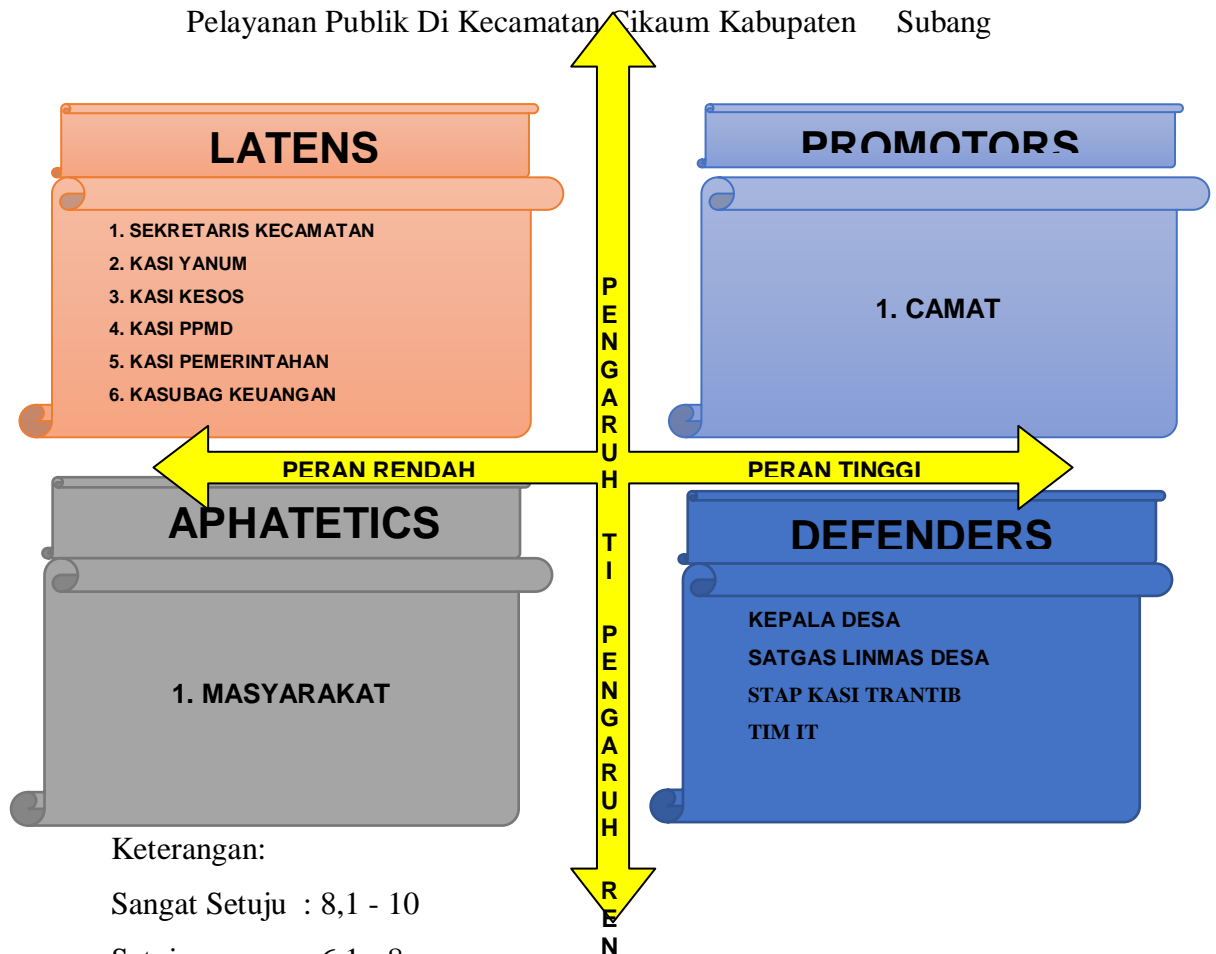 Pelayanan Publik Di Kecamatan Cikaum Kabupaten Subang
LATENS
1. SEKRETARIS KECAMATAN
2. KASI YANUM
3. KASI KESOS
4. KASI PPMD
5. KASI PEMERINTAHAN
6. KASUBAG KEUANGAN
PROMOTORS
1. CAMAT
PENGARUH TI
PERAN RENDAH
PERAN TINGGI
APHATETICS
1. MASYARAKAT
DEFENDERS
KEPALA DESA
SATGAS LINMAS DESA
STAP KASI TRANTIB
TIM IT
PENGARUH REN
Keterangan:
Sangat Setuju : 8,1 - 10